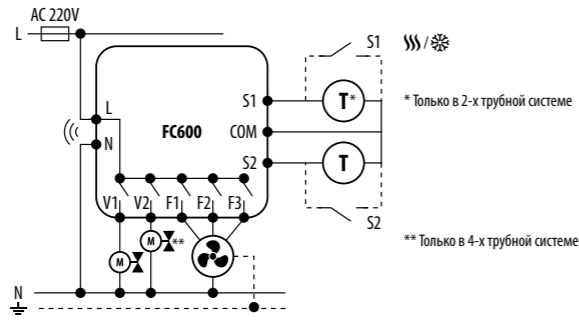 AC 220V
L
S1
/
L
S1
T*
* Только в 2-х трубной системе
FC600
COM
N
S2
T
V1 V2 F1 F2 F3
S2
M
**
** Только в 4-х трубной системе
M
N